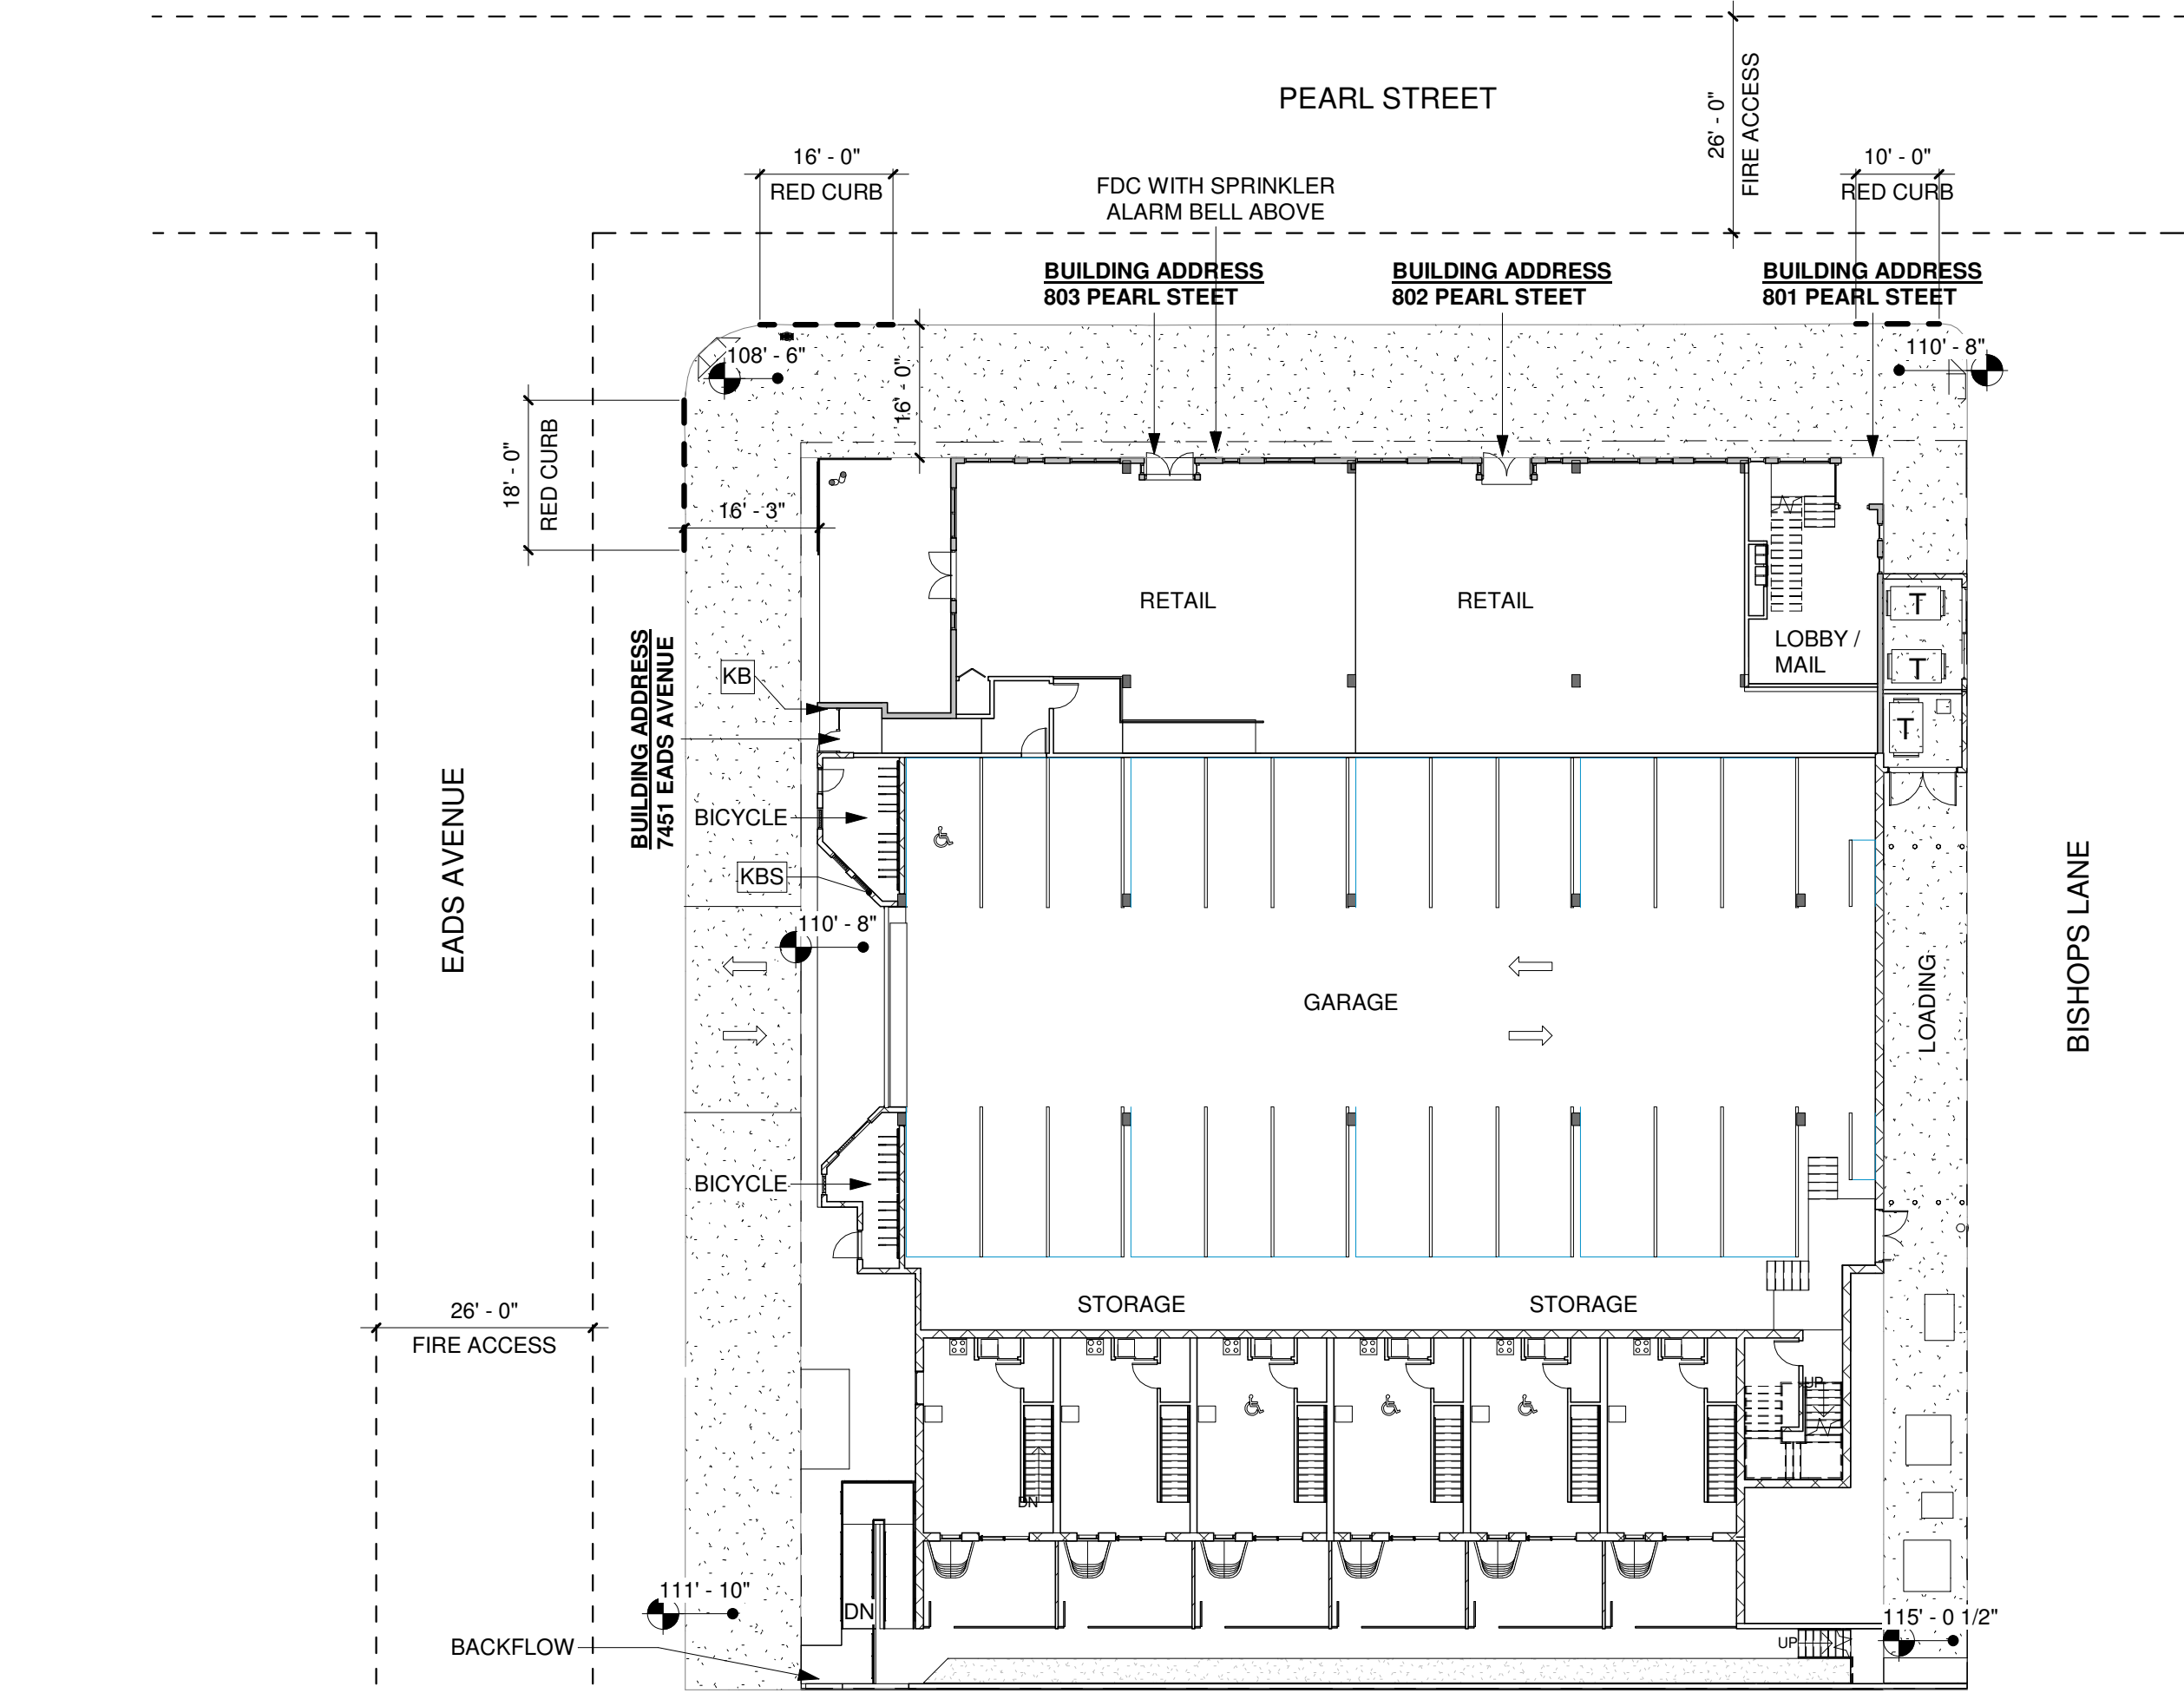 PEARL STREET
26' - 0"
FIRE ACCESS
16' - 0"
RED CURB
10' - 0"
RED CURB
FDC WITH SPRINKLER
ALARM BELL ABOVE
BUILDING ADDRESS
803 PEARL STEET
BUILDING ADDRESS
802 PEARL STEET
BUILDING ADDRESS
801 PEARL STEET
108' - 6"
110' - 8"
16' - 0"
18' - 0"
RED CURB
16' - 3"
RETAIL
RETAIL
LOBBY /
MAIL
T
T
T
KB
BUILDING ADDRESS
7451 EADS AVENUE
BICYCLE
KBS
110' - 8"
EADS AVENUE
GARAGE
LOADING
BISHOPS LANE
BICYCLE
26' - 0"
FIRE ACCESS
STORAGE
STORAGE
UP
DN
111' - 10"
DN
115' - 0 1/2"
UP
BACKFLOW